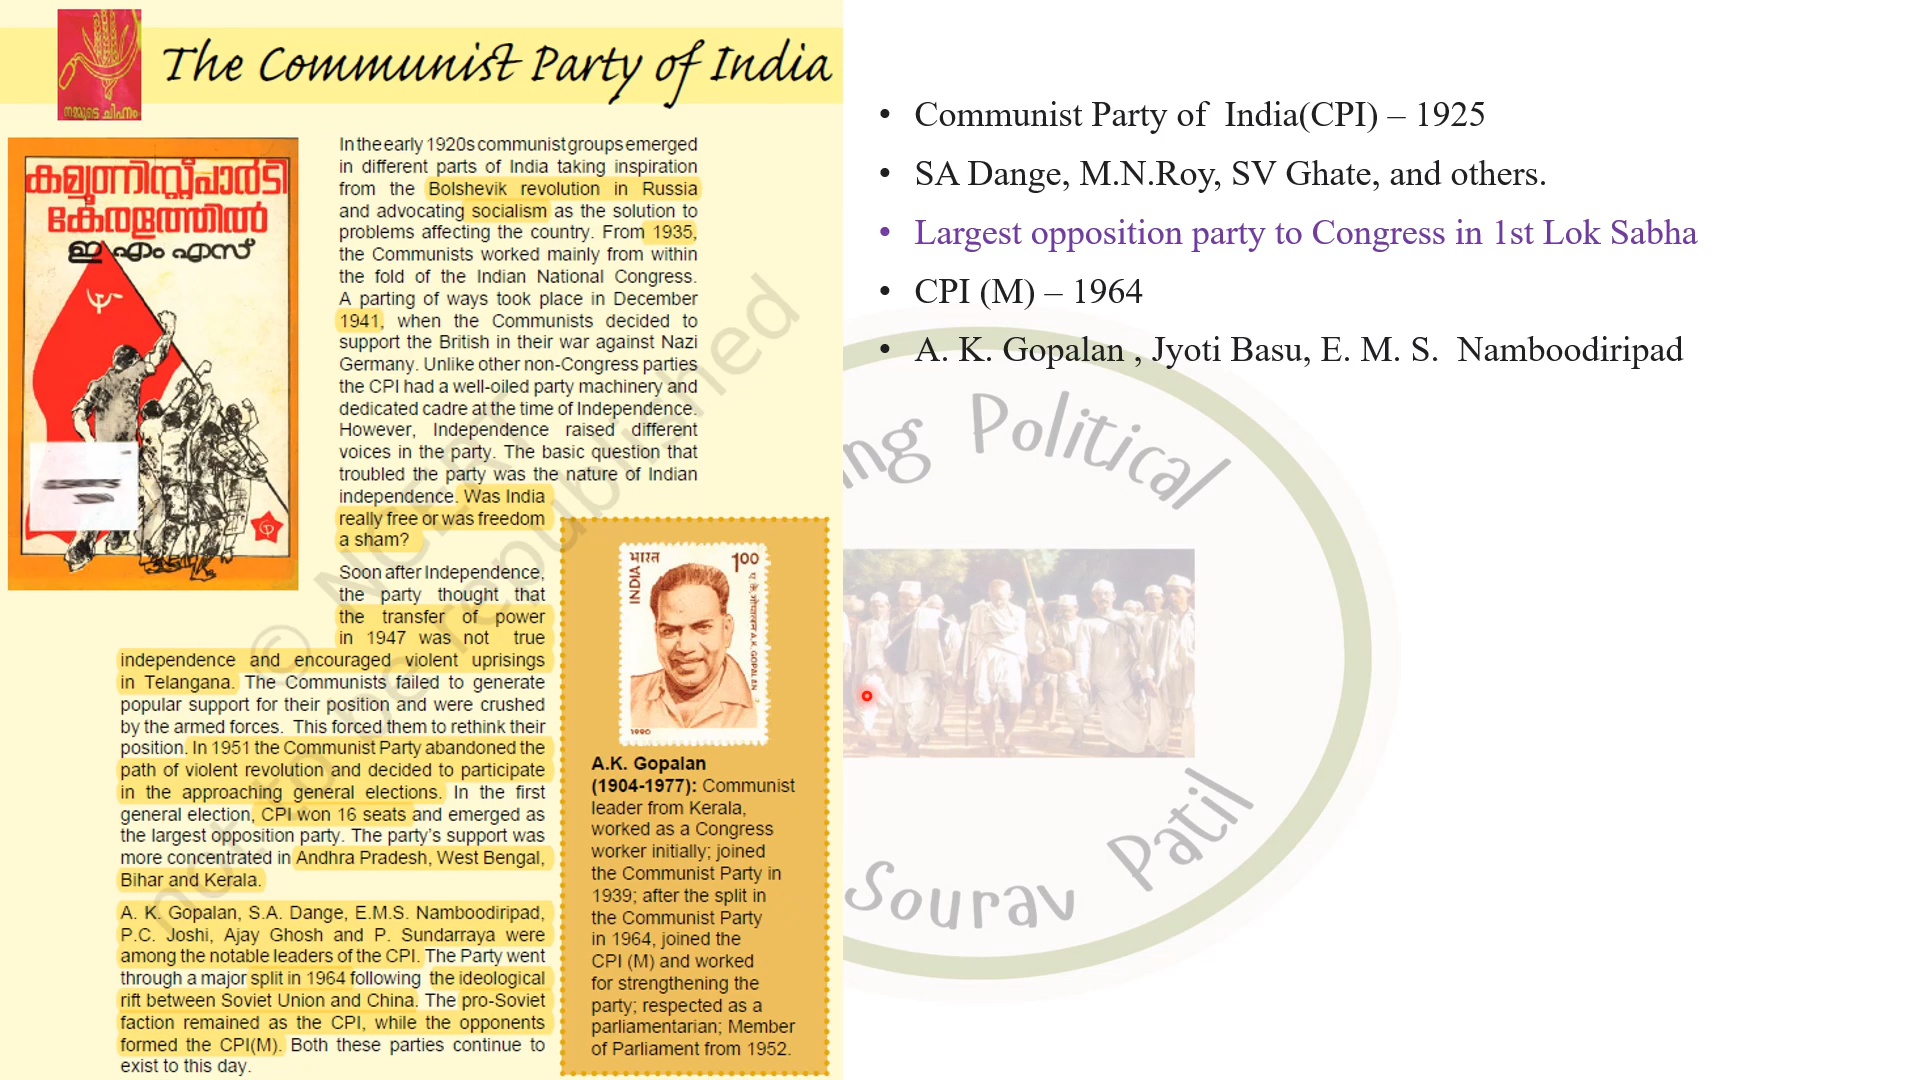 നമ്മുടെ ചിഹ്നം
The Communist Party of India
കമ്യൂണിസ്റ്റ്പാർടി
കേരളത്തിൽ
ഇ എം എസ്
In the early 1920s communist groups emerged
in different parts of India taking inspiration
from the Bolshevik revolution in Russia
and advocating socialism as the solution to
problems affecting the country. From 1935,
the Communists worked mainly from within
the fold of the Indian National Congress.
A parting of ways took place in December
1941, when the Communists decided to
support the British in their war against Nazi
Germany. Unlike other non-Congress parties
the CPI had a well-oiled party machinery and
dedicated cadre at the time of Independence.
However, Independence raised different
voices in the party. The basic question that
troubled the party was the nature of Indian
independence. Was India
really free or was freedom
a sham?
Soon after Independence,
the party thought that
the transfer of power
in 1947 was not true
independence and encouraged violent uprisings
in Telangana. The Communists failed to generate
popular support for their position and were crushed
by the armed forces. This forced them to rethink their
position. In 1951 the Communist Party abandoned the
path of violent revolution and decided to participate
in the approaching general elections. In the first
general election, CPI won 16 seats and emerged as
the largest opposition party. The party's support was
more concentrated in Andhra Pradesh, West Bengal,
Bihar and Kerala.
A. K. Gopalan, S.A. Dange, E.M.S. Namboodiripad,
P.C. Joshi, Ajay Ghosh and P. Sundarraya were
among the notable leaders of the CPI. The Party went
through a major split in 1964 following the ideological
rift between Soviet Union and China. The pro-Soviet
faction remained as the CPI, while the opponents
formed the CPI(M). Both these parties continue to
exist to this day.
भारत
INDIA
1.00
ए. के. गोपालन A.K. GOPALAN
1990
A.K. Gopalan
(1904-1977): Communist
leader from Kerala,
worked as a Congress
worker initially; joined
the Communist Party in
1939; after the split in
the Communist Party
in 1964, joined the
CPI (M) and worked
for strengthening the
party; respected as a
parliamentarian; Member
of Parliament from 1952.
© NCERT
not to be republished
• Communist Party of India(CPI) – 1925
• SA Dange, M.N.Roy, SV Ghate, and others.
• Largest opposition party to Congress in 1st Lok Sabha
• CPI (M) – 1964
• A. K. Gopalan , Jyoti Basu, E. M. S. Namboodiripad
ng Political
Sourav Patil